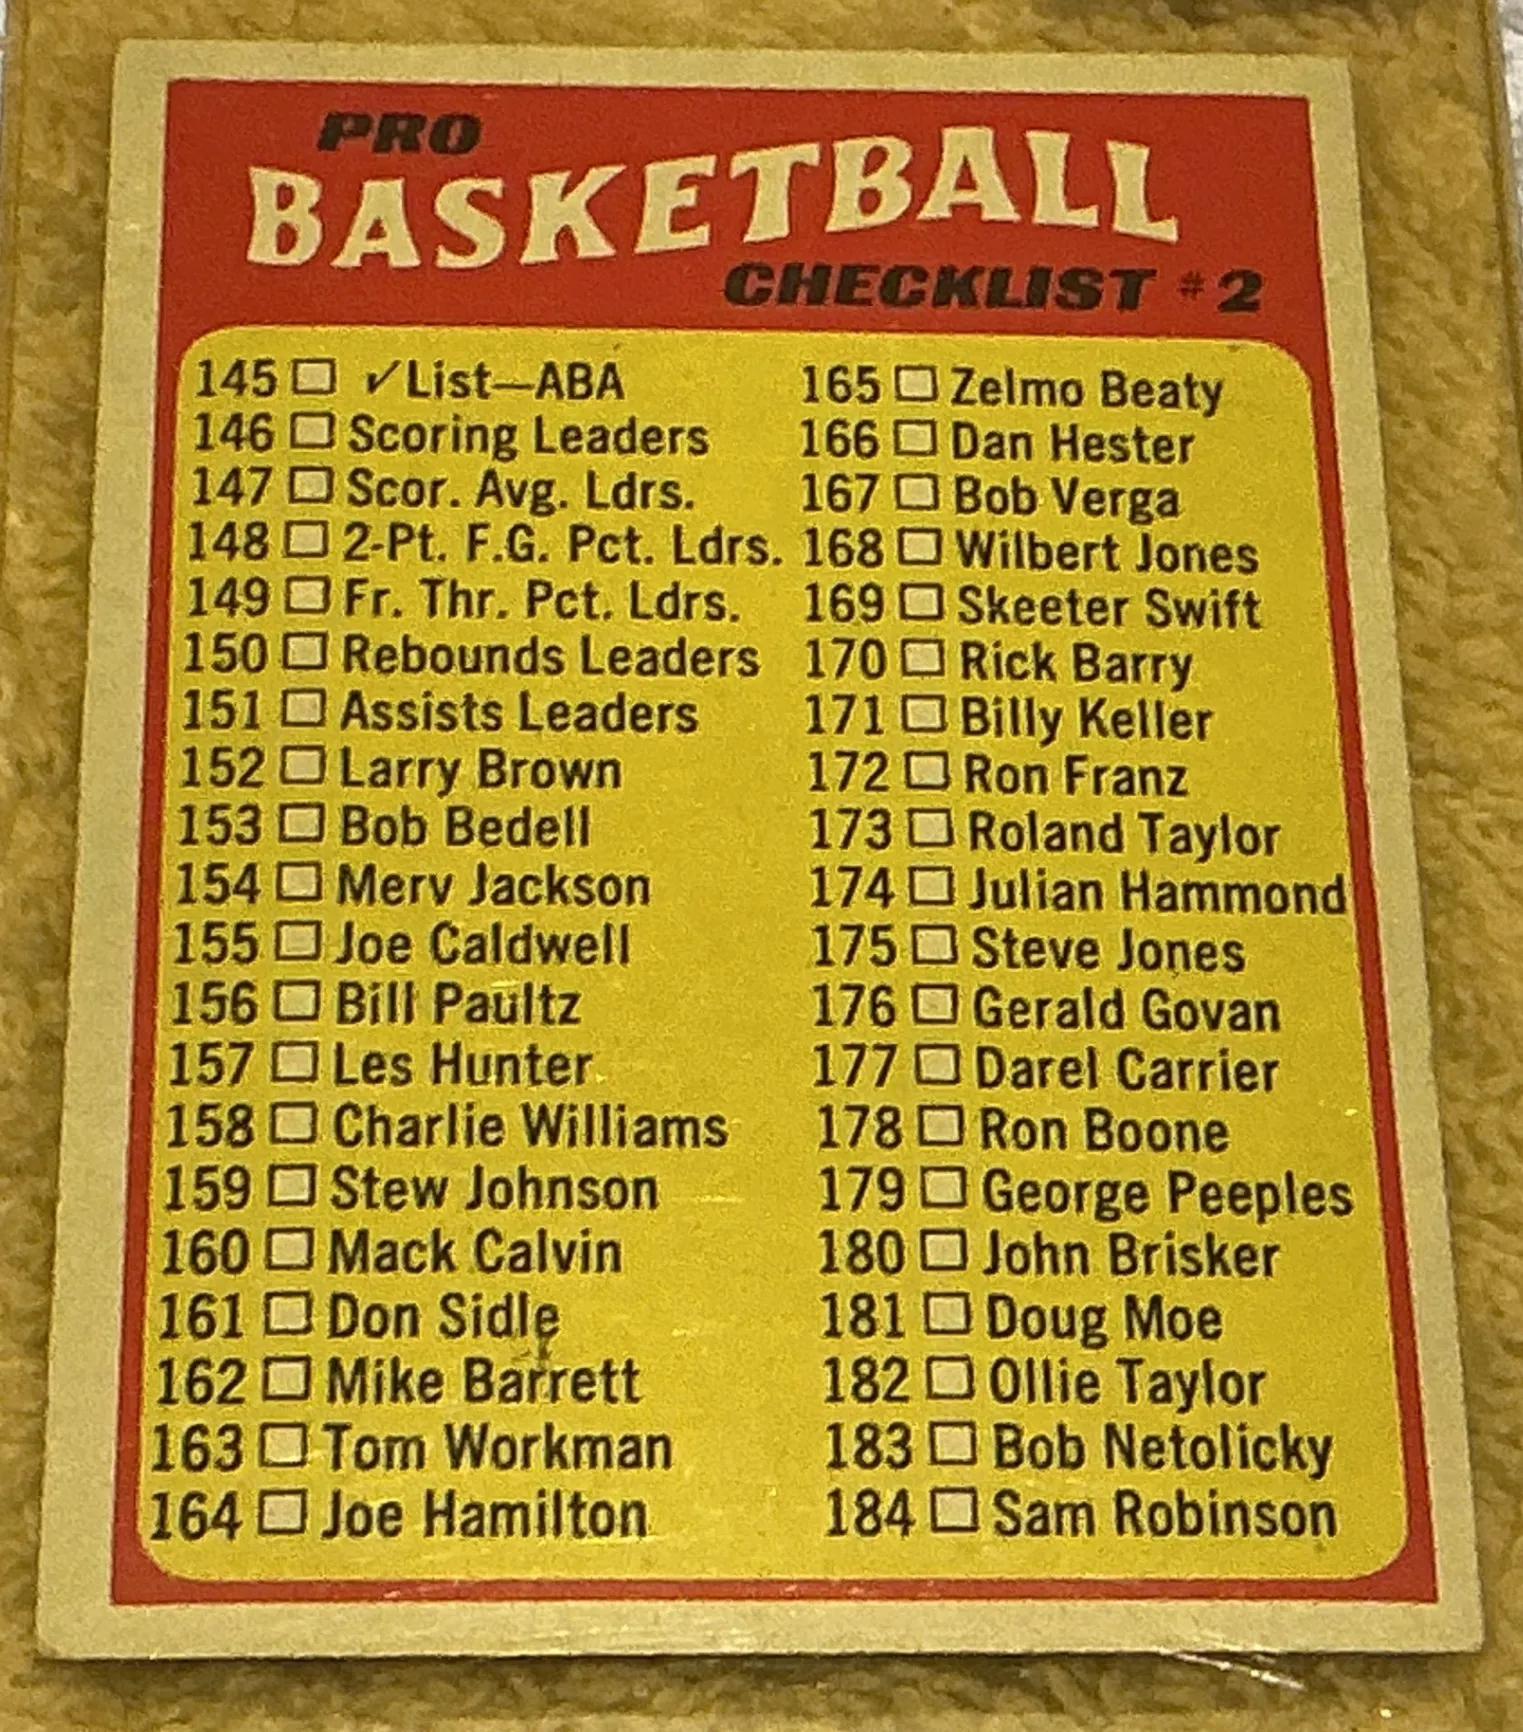 PRO
BASKETBALL
CHECKLIST #2
145 ☐ ✓List—ABA
146 ☐ Scoring Leaders
147 ☐ Scor. Avg. Ldrs.
148 ☐ 2-Pt. F.G. Pct. Ldrs.
149 ☐ Fr. Thr. Pct. Ldrs.
150 ☐ Rebounds Leaders
151 ☐ Assists Leaders
152 ☐ Larry Brown
153 ☐ Bob Bedell
154 ☐ Merv Jackson
155 ☐ Joe Caldwell
156 ☐ Bill Paultz
157 ☐ Les Hunter
158 ☐ Charlie Williams
159 ☐ Stew Johnson
160 ☐ Mack Calvin
161 ☐ Don Sidle
162 ☐ Mike Barrett
163 ☐ Tom Workman
164 ☐ Joe Hamilton
165 ☐ Zelmo Beaty
166 ☐ Dan Hester
167 ☐ Bob Verga
168 ☐ Wilbert Jones
169 ☐ Skeeter Swift
170 ☐ Rick Barry
171 ☐ Billy Keller
172 ☐ Ron Franz
173 ☐ Roland Taylor
174 ☐ Julian Hammond
175 ☐ Steve Jones
176 ☐ Gerald Govan
177 ☐ Darel Carrier
178 ☐ Ron Boone
179 ☐ George Peeples
180 ☐ John Brisker
181 ☐ Doug Moe
182 ☐ Ollie Taylor
183 ☐ Bob Netolicky
184 ☐ Sam Robinson